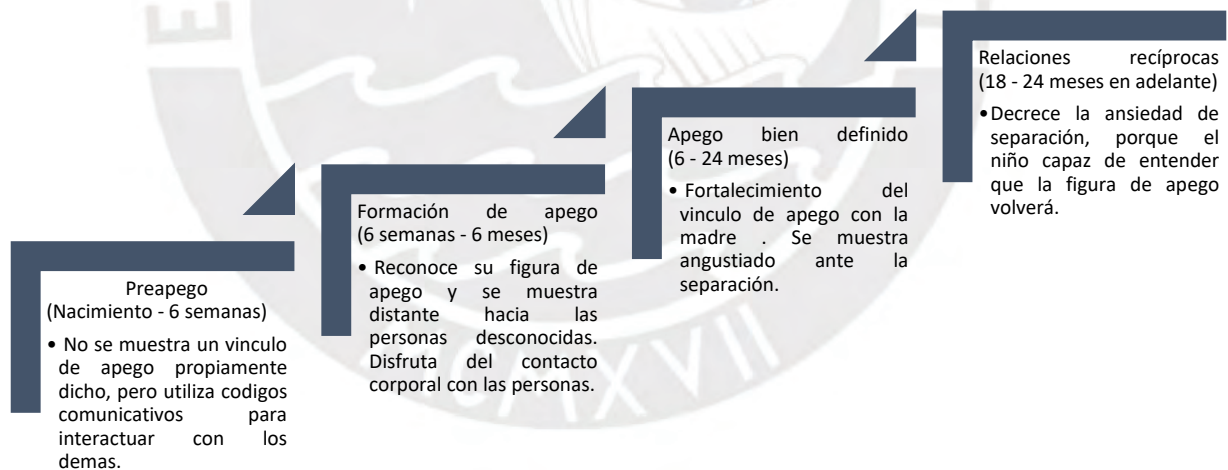 Preapego
(Nacimiento - 6 semanas)
• No se muestra un vinculo
de apego propiamente
dicho, pero utiliza codigos
comunicativos para
interactuar con los
demas.
Formación de apego
(6 semanas - 6 meses)
• Reconoce su figura de
apego y se muestra
distante hacia las
personas desconocidas.
Disfruta del contacto
corporal con las personas.
Apego bien definido
(6 - 24 meses)
• Fortalecimiento del
vinculo de apego con la
madre . Se muestra
angustiado ante la
separación.
Relaciones recíprocas
(18 - 24 meses en adelante)
•Decrece la ansiedad de
separación, porque el
niño capaz de entender
que la figura de apego
volverá.
MCMXVII